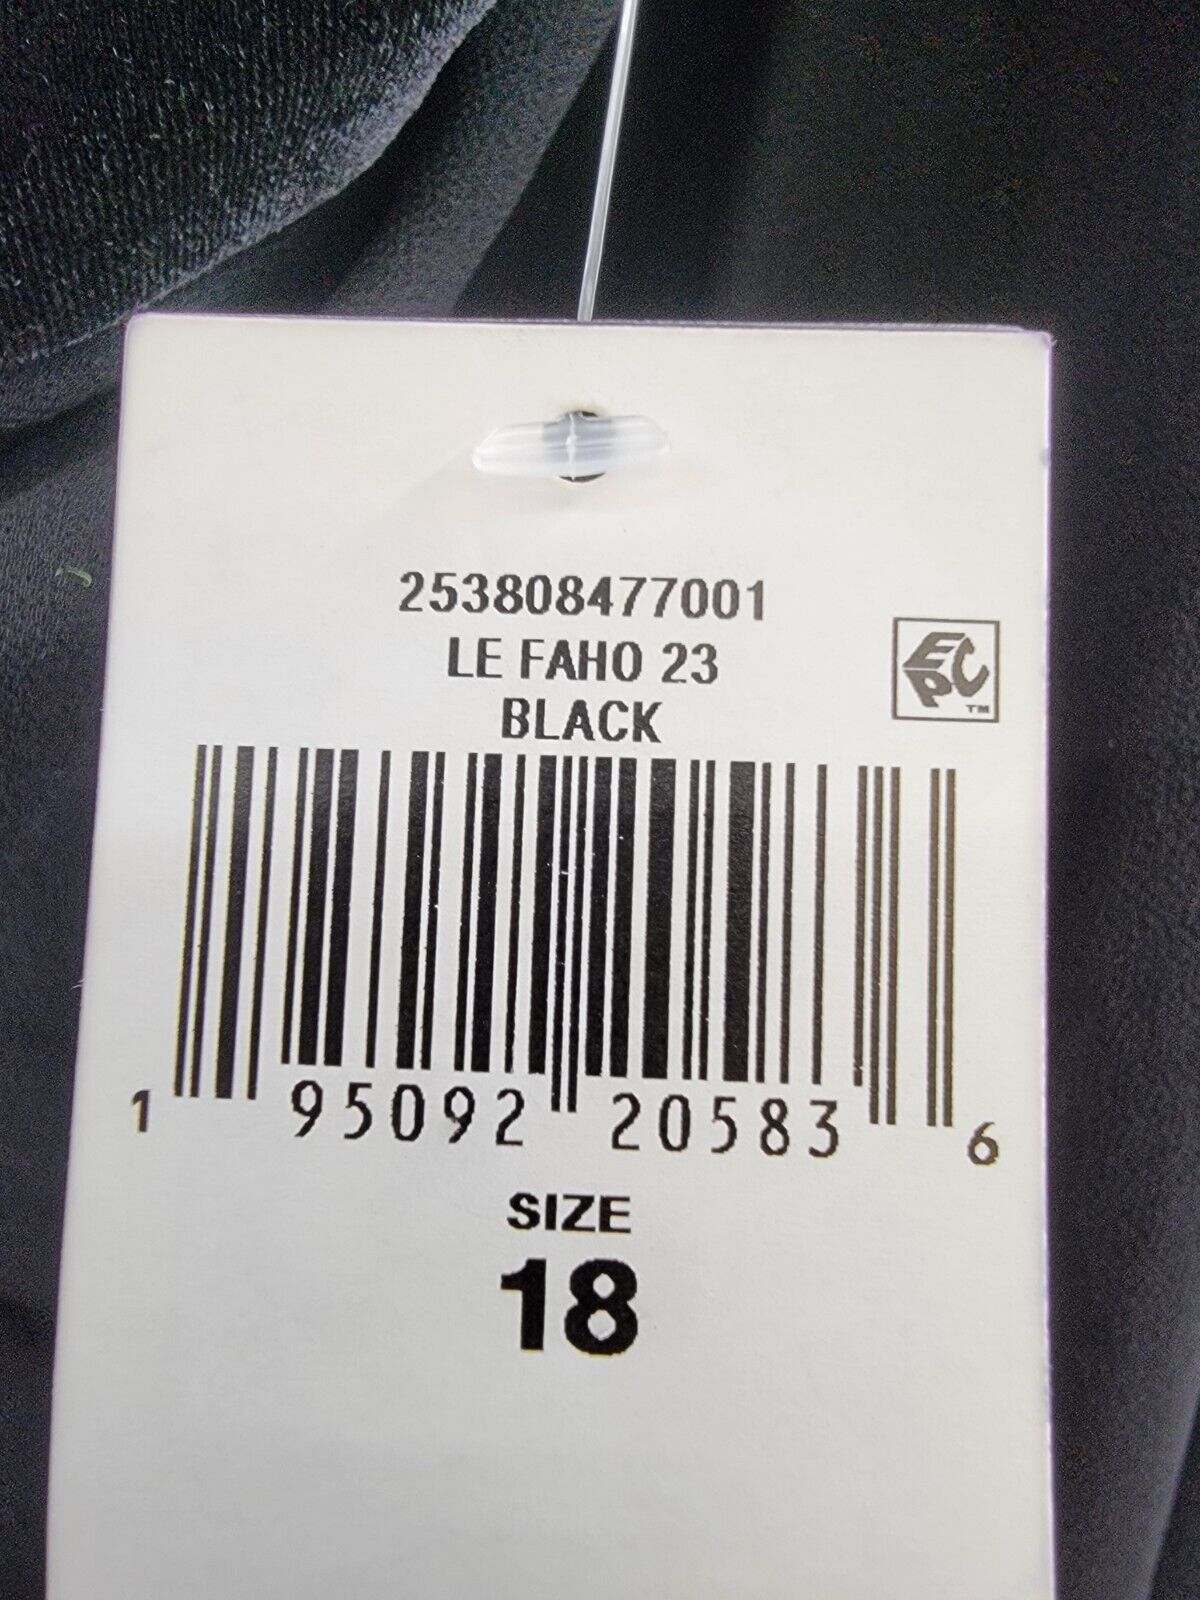 253808477001
LE FAHO 23
EPC TM
BLACK
1 95092 20583 6
SIZE
18